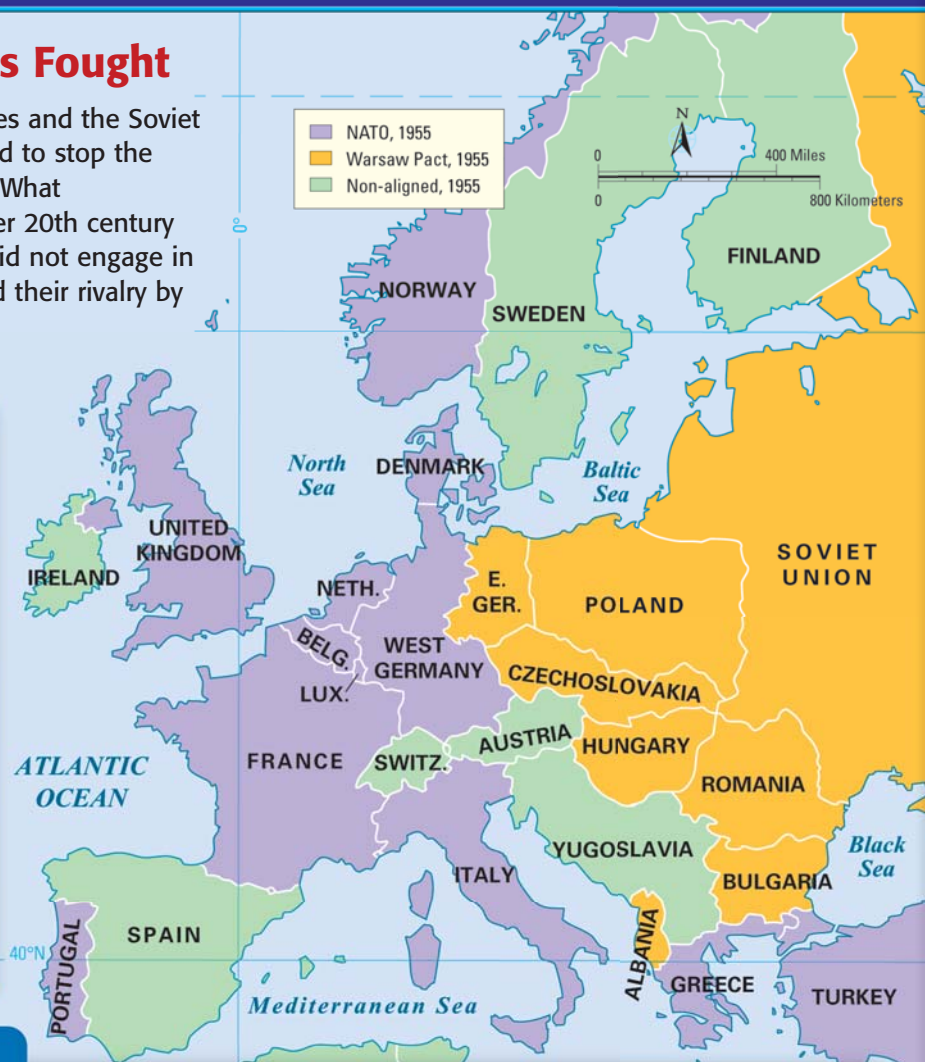 s Fought
es and the Soviet
d to stop the
What
er 20th century
id not engage in
d their rivalry by
NATO, 1955
Warsaw Pact, 1955
Non-aligned, 1955
N
0 400 Miles
0 800 Kilometers
0°
FINLAND
NORWAY
SWEDEN
North
Sea
DENMARK
Baltic
Sea
UNITED
KINGDOM
IRELAND
SOVIET
UNION
NETH.
E.
GER.
POLAND
BELG.
WEST
GERMANY
LUX.
CZECHOSLOVAKIA
ATLANTIC
OCEAN
FRANCE
SWITZ.
AUSTRIA
HUNGARY
ROMANIA
YUGOSLAVIA
Black
Sea
ITALY
BULGARIA
PORTUGAL
SPAIN
40°N
ALBANIA
GREECE
TURKEY
Mediterranean Sea